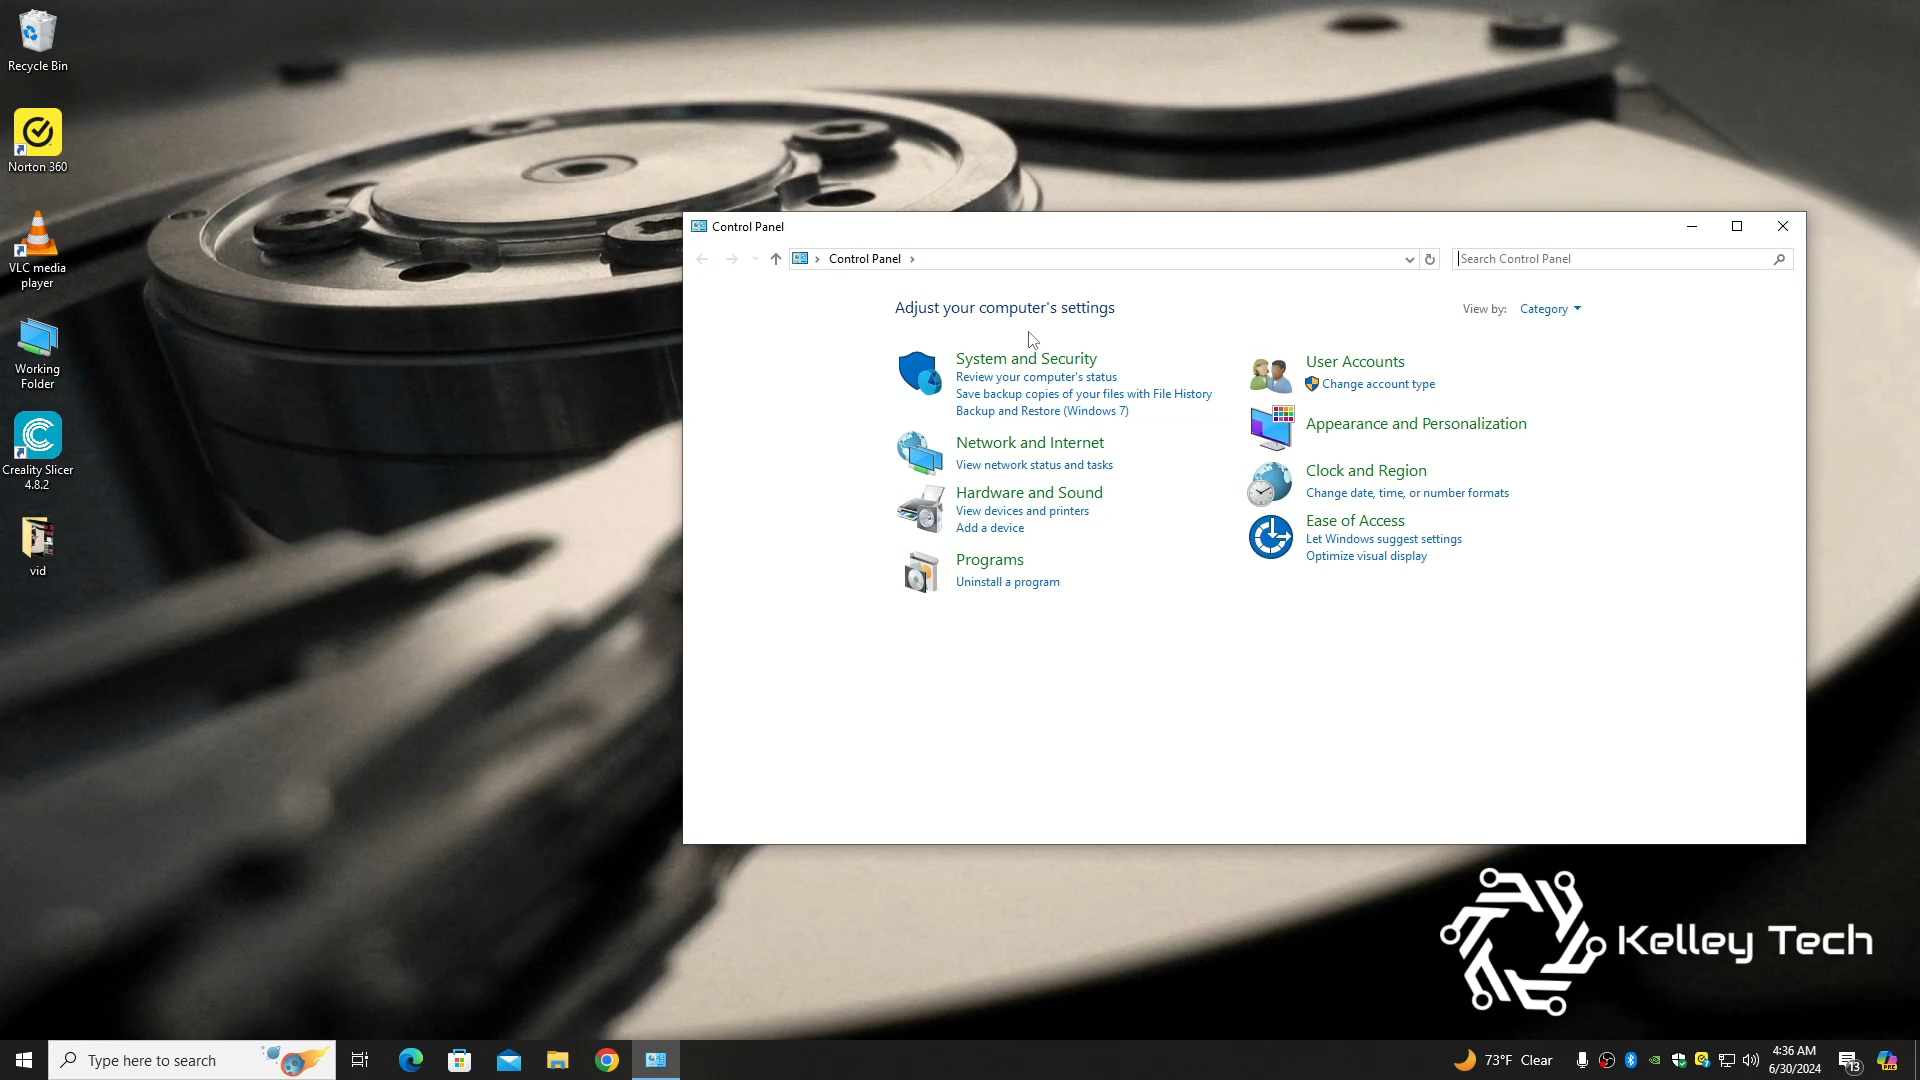 Recycle Bin
Norton 360
VLC media
player
Working
Folder
Creality Slicer
4.8.2
vid
Control Panel
Control Panel
Search Control Panel
Adjust your computer's settings
View by: Category
System and Security
Review your computer's status
Save backup copies of your files with File History
Backup and Restore (Windows 7)
Network and Internet
View network status and tasks
Hardware and Sound
View devices and printers
Add a device
Programs
Uninstall a program
User Accounts
Change account type
Appearance and Personalization
Clock and Region
Change date, time, or number formats
Ease of Access
Let Windows suggest settings
Optimize visual display
Kelley Tech
Type here to search
73°F Clear
4:36 AM
6/30/2024
13
PRE